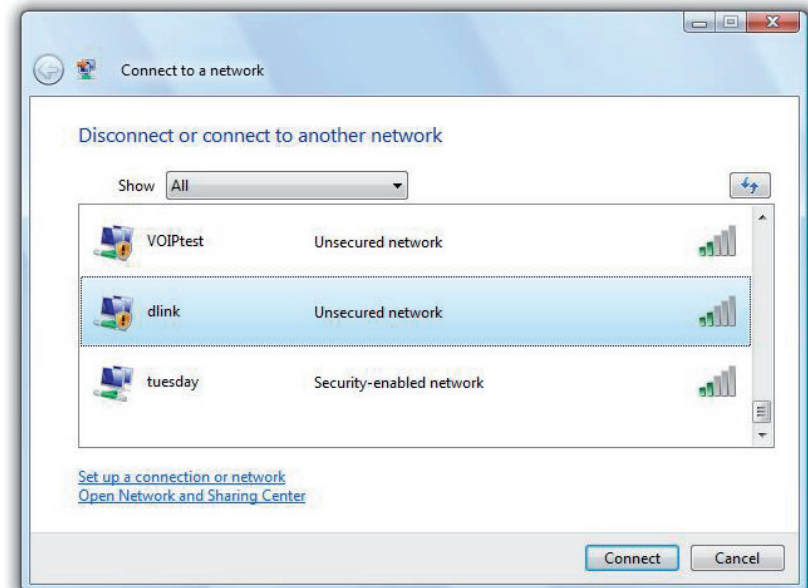 Connect to a network
Disconnect or connect to another network
Show All
VOIPtest Unsecured network
dlink Unsecured network
tuesday Security-enabled network
Set up a connection or network
Open Network and Sharing Center
Connect Cancel